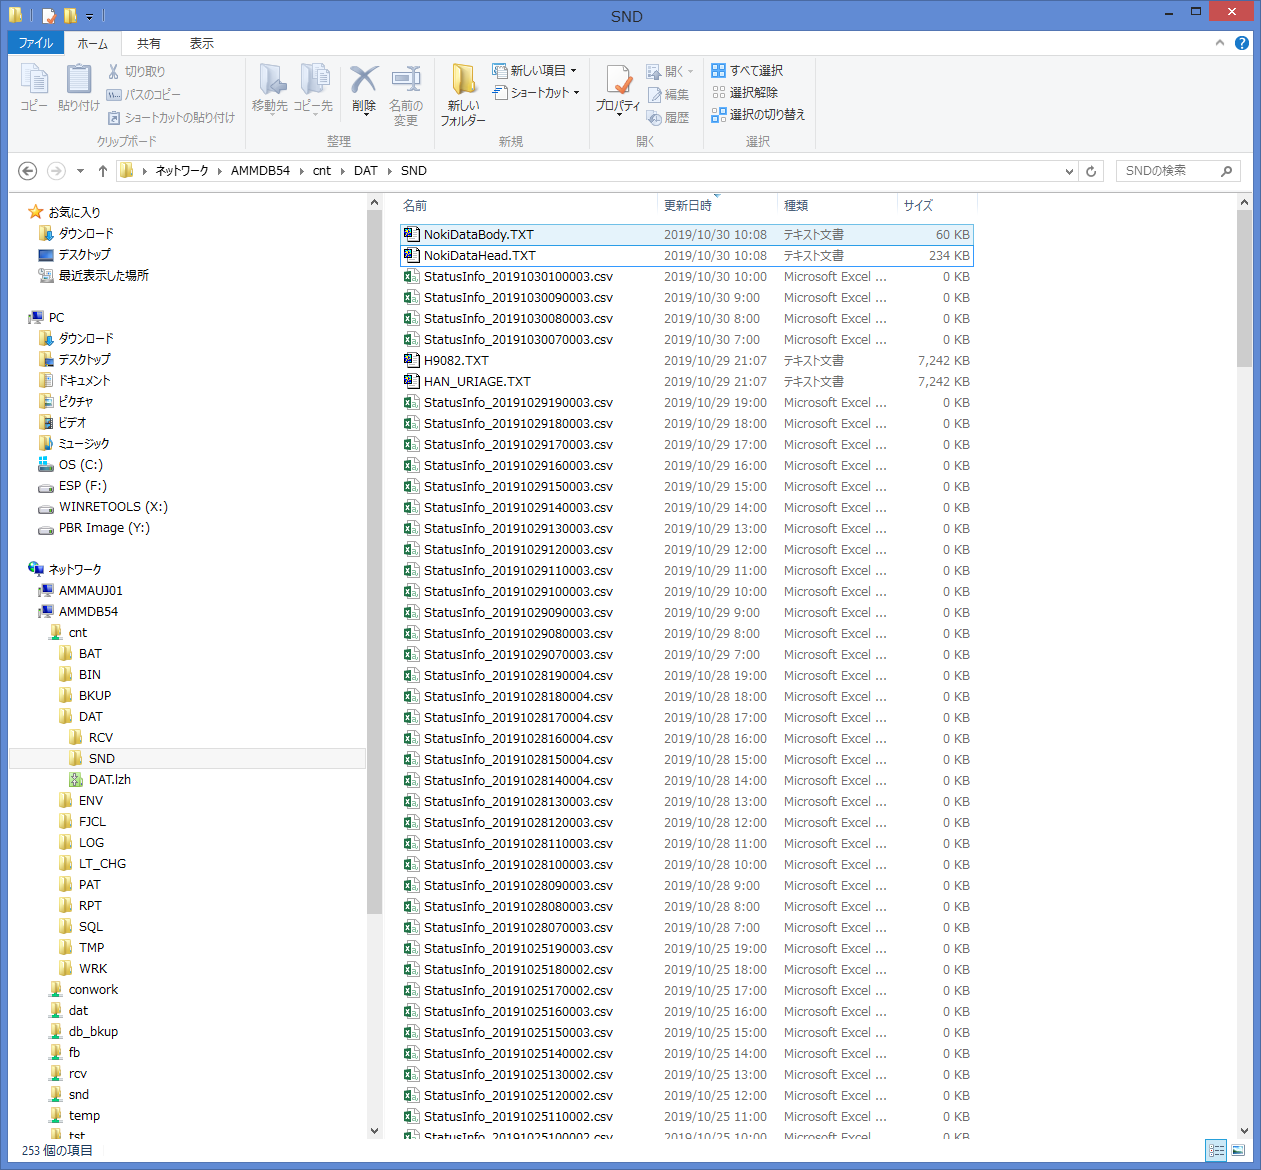 SND
ファイル ホーム 共有 表示
コピー 貼り付け 切り取り パスのコピー ショートカットの貼り付け 移動先 コピー先 削除 名前の変更 新しいフォルダー 新しい項目 ショートカット プロパティ 開く 編集 履歴 すべて選択 選択解除 選択の切り替え
クリップボード 整理 新規 開く 選択
ネットワーク AMMDB54 cnt DAT SND SNDの検索
お気に入り
ダウンロード
デスクトップ
最近表示した場所
PC
ダウンロード
デスクトップ
ドキュメント
ピクチャ
ビデオ
ミュージック
OS (C:)
ESP (F:)
WINRETOOLS (X:)
PBR Image (Y:)
ネットワーク
AMMAUJ01
AMMDB54
cnt
BAT
BIN
BKUP
DAT
RCV
SND
DAT.lzh
ENV
FJCL
LOG
LT_CHG
PAT
RPT
SQL
TMP
WRK
conwork
dat
db_bkup
fb
rcv
snd
temp
tst
名前 更新日時 種類 サイズ
NokiDataBody.TXT 2019/10/30 10:08 テキスト文書 60 KB
NokiDataHead.TXT 2019/10/30 10:08 テキスト文書 234 KB
StatusInfo_20191030100003.csv 2019/10/30 10:00 Microsoft Excel ... 0 KB
StatusInfo_20191030090003.csv 2019/10/30 9:00 Microsoft Excel ... 0 KB
StatusInfo_20191030080003.csv 2019/10/30 8:00 Microsoft Excel ... 0 KB
StatusInfo_20191030070003.csv 2019/10/30 7:00 Microsoft Excel ... 0 KB
H9082.TXT 2019/10/29 21:07 テキスト文書 7,242 KB
HAN_URIAGE.TXT 2019/10/29 21:07 テキスト文書 7,242 KB
StatusInfo_20191029190003.csv 2019/10/29 19:00 Microsoft Excel ... 0 KB
StatusInfo_20191029180003.csv 2019/10/29 18:00 Microsoft Excel ... 0 KB
StatusInfo_20191029170003.csv 2019/10/29 17:00 Microsoft Excel ... 0 KB
StatusInfo_20191029160003.csv 2019/10/29 16:00 Microsoft Excel ... 0 KB
StatusInfo_20191029150003.csv 2019/10/29 15:00 Microsoft Excel ... 0 KB
StatusInfo_20191029140003.csv 2019/10/29 14:00 Microsoft Excel ... 0 KB
StatusInfo_20191029130003.csv 2019/10/29 13:00 Microsoft Excel ... 0 KB
StatusInfo_20191029120003.csv 2019/10/29 12:00 Microsoft Excel ... 0 KB
StatusInfo_20191029110003.csv 2019/10/29 11:00 Microsoft Excel ... 0 KB
StatusInfo_20191029100003.csv 2019/10/29 10:00 Microsoft Excel ... 0 KB
StatusInfo_20191029090003.csv 2019/10/29 9:00 Microsoft Excel ... 0 KB
StatusInfo_20191029080003.csv 2019/10/29 8:00 Microsoft Excel ... 0 KB
StatusInfo_20191029070003.csv 2019/10/29 7:00 Microsoft Excel ... 0 KB
StatusInfo_20191028190004.csv 2019/10/28 19:00 Microsoft Excel ... 0 KB
StatusInfo_20191028180004.csv 2019/10/28 18:00 Microsoft Excel ... 0 KB
StatusInfo_20191028170004.csv 2019/10/28 17:00 Microsoft Excel ... 0 KB
StatusInfo_20191028160004.csv 2019/10/28 16:00 Microsoft Excel ... 0 KB
StatusInfo_20191028150004.csv 2019/10/28 15:00 Microsoft Excel ... 0 KB
StatusInfo_20191028140004.csv 2019/10/28 14:00 Microsoft Excel ... 0 KB
StatusInfo_20191028130003.csv 2019/10/28 13:00 Microsoft Excel ... 0 KB
StatusInfo_20191028120003.csv 2019/10/28 12:00 Microsoft Excel ... 0 KB
StatusInfo_20191028110003.csv 2019/10/28 11:00 Microsoft Excel ... 0 KB
StatusInfo_20191028100003.csv 2019/10/28 10:00 Microsoft Excel ... 0 KB
StatusInfo_20191028090003.csv 2019/10/28 9:00 Microsoft Excel ... 0 KB
StatusInfo_20191028080003.csv 2019/10/28 8:00 Microsoft Excel ... 0 KB
StatusInfo_20191028070003.csv 2019/10/28 7:00 Microsoft Excel ... 0 KB
StatusInfo_20191025190003.csv 2019/10/25 19:00 Microsoft Excel ... 0 KB
StatusInfo_20191025180002.csv 2019/10/25 18:00 Microsoft Excel ... 0 KB
StatusInfo_20191025170002.csv 2019/10/25 17:00 Microsoft Excel ... 0 KB
StatusInfo_20191025160003.csv 2019/10/25 16:00 Microsoft Excel ... 0 KB
StatusInfo_20191025150003.csv 2019/10/25 15:00 Microsoft Excel ... 0 KB
StatusInfo_20191025140002.csv 2019/10/25 14:00 Microsoft Excel ... 0 KB
StatusInfo_20191025130002.csv 2019/10/25 13:00 Microsoft Excel ... 0 KB
StatusInfo_20191025120002.csv 2019/10/25 12:00 Microsoft Excel ... 0 KB
StatusInfo_20191025110002.csv 2019/10/25 11:00 Microsoft Excel ... 0 KB
StatusInfo_20191025100002.csv 2019/10/25 10:00 Microsoft Excel ... 0 KB
253 個の項目